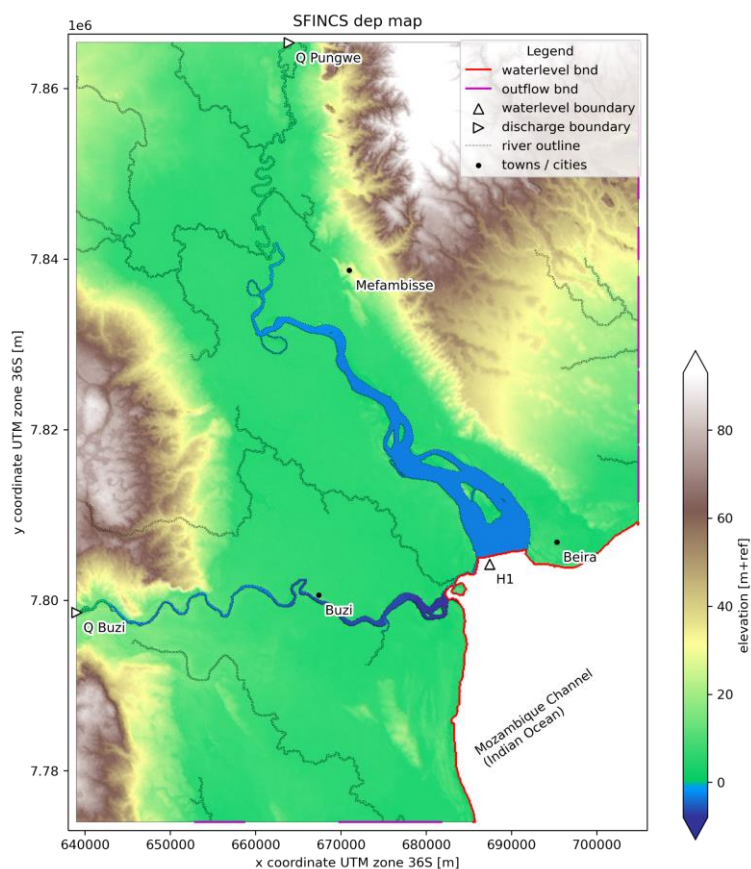 SFINCS dep map
1e6
Q Pungwe
Legend
waterlevel bnd
outflow bnd
waterlevel boundary
discharge boundary
river outline
towns / cities
7.86
7.84
7.82
7.80
7.78
y coordinate UTM zone 36S [m]
Mefambisse
Beira
H1
Buzi
Q Buzi
Mozambique Channel
(Indian Ocean)
640000
650000
660000
670000
680000
690000
700000
x coordinate UTM zone 36S [m]
80
60
40
20
0
elevation [m+ref]